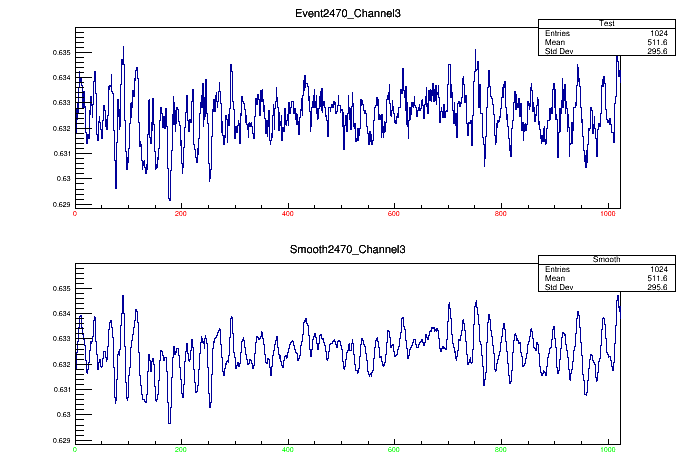 Event2470_Channel3
Test
Entries 1024
Mean 511.6
Std Dev 295.6
0.635
0.634
0.633
0.632
0.631
0.63
0.629
0 200 400 600 800 1000
Smooth2470_Channel3
Smooth
Entries 1024
Mean 511.6
Std Dev 295.6
0.635
0.634
0.633
0.632
0.631
0.63
0.629
0 200 400 600 800 1000